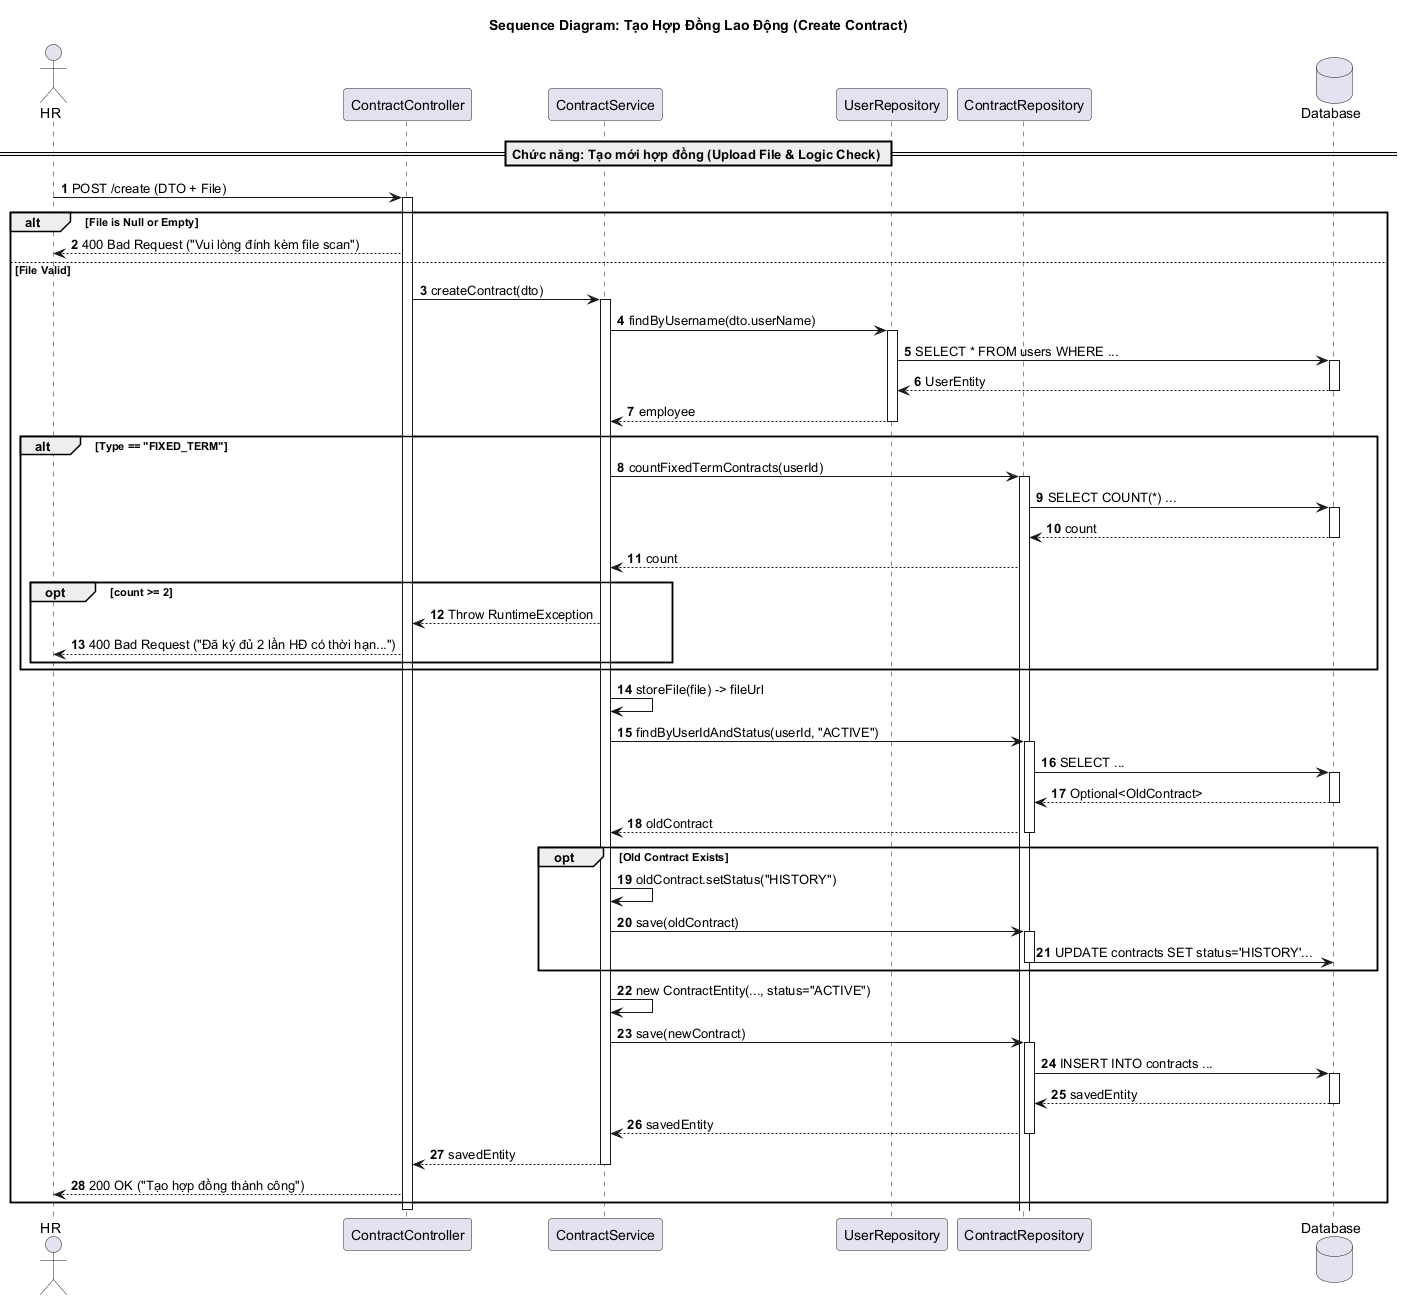 Sequence Diagram: Tạo Hợp Đồng Lao Động (Create Contract)
HR
ContractController
ContractService
UserRepository
ContractRepository
Database
Chức năng: Tạo mới hợp đồng (Upload File & Logic Check)
1 POST /create (DTO + File)
alt [File is Null or Empty]
2 400 Bad Request ("Vui lòng đính kèm file scan")
[File Valid]
3 createContract(dto)
4 findByUsername(dto.userName)
5 SELECT * FROM users WHERE ...
6 UserEntity
7 employee
alt [Type == "FIXED_TERM"]
8 countFixedTermContracts(userId)
9 SELECT COUNT(*) ...
10 count
11 count
opt [count >= 2]
12 Throw RuntimeException
13 400 Bad Request ("Đã ký đủ 2 lần HĐ có thời hạn...")
14 storeFile(file) -> fileUrl
15 findByUserIdAndStatus(userId, "ACTIVE")
16 SELECT ...
17 Optional<OldContract>
18 oldContract
opt [Old Contract Exists]
19 oldContract.setStatus("HISTORY")
20 save(oldContract)
21 UPDATE contracts SET status='HISTORY'...
22 new ContractEntity(..., status="ACTIVE")
23 save(newContract)
24 INSERT INTO contracts ...
25 savedEntity
26 savedEntity
27 savedEntity
28 200 OK ("Tạo hợp đồng thành công")
HR
ContractController
ContractService
UserRepository
ContractRepository
Database